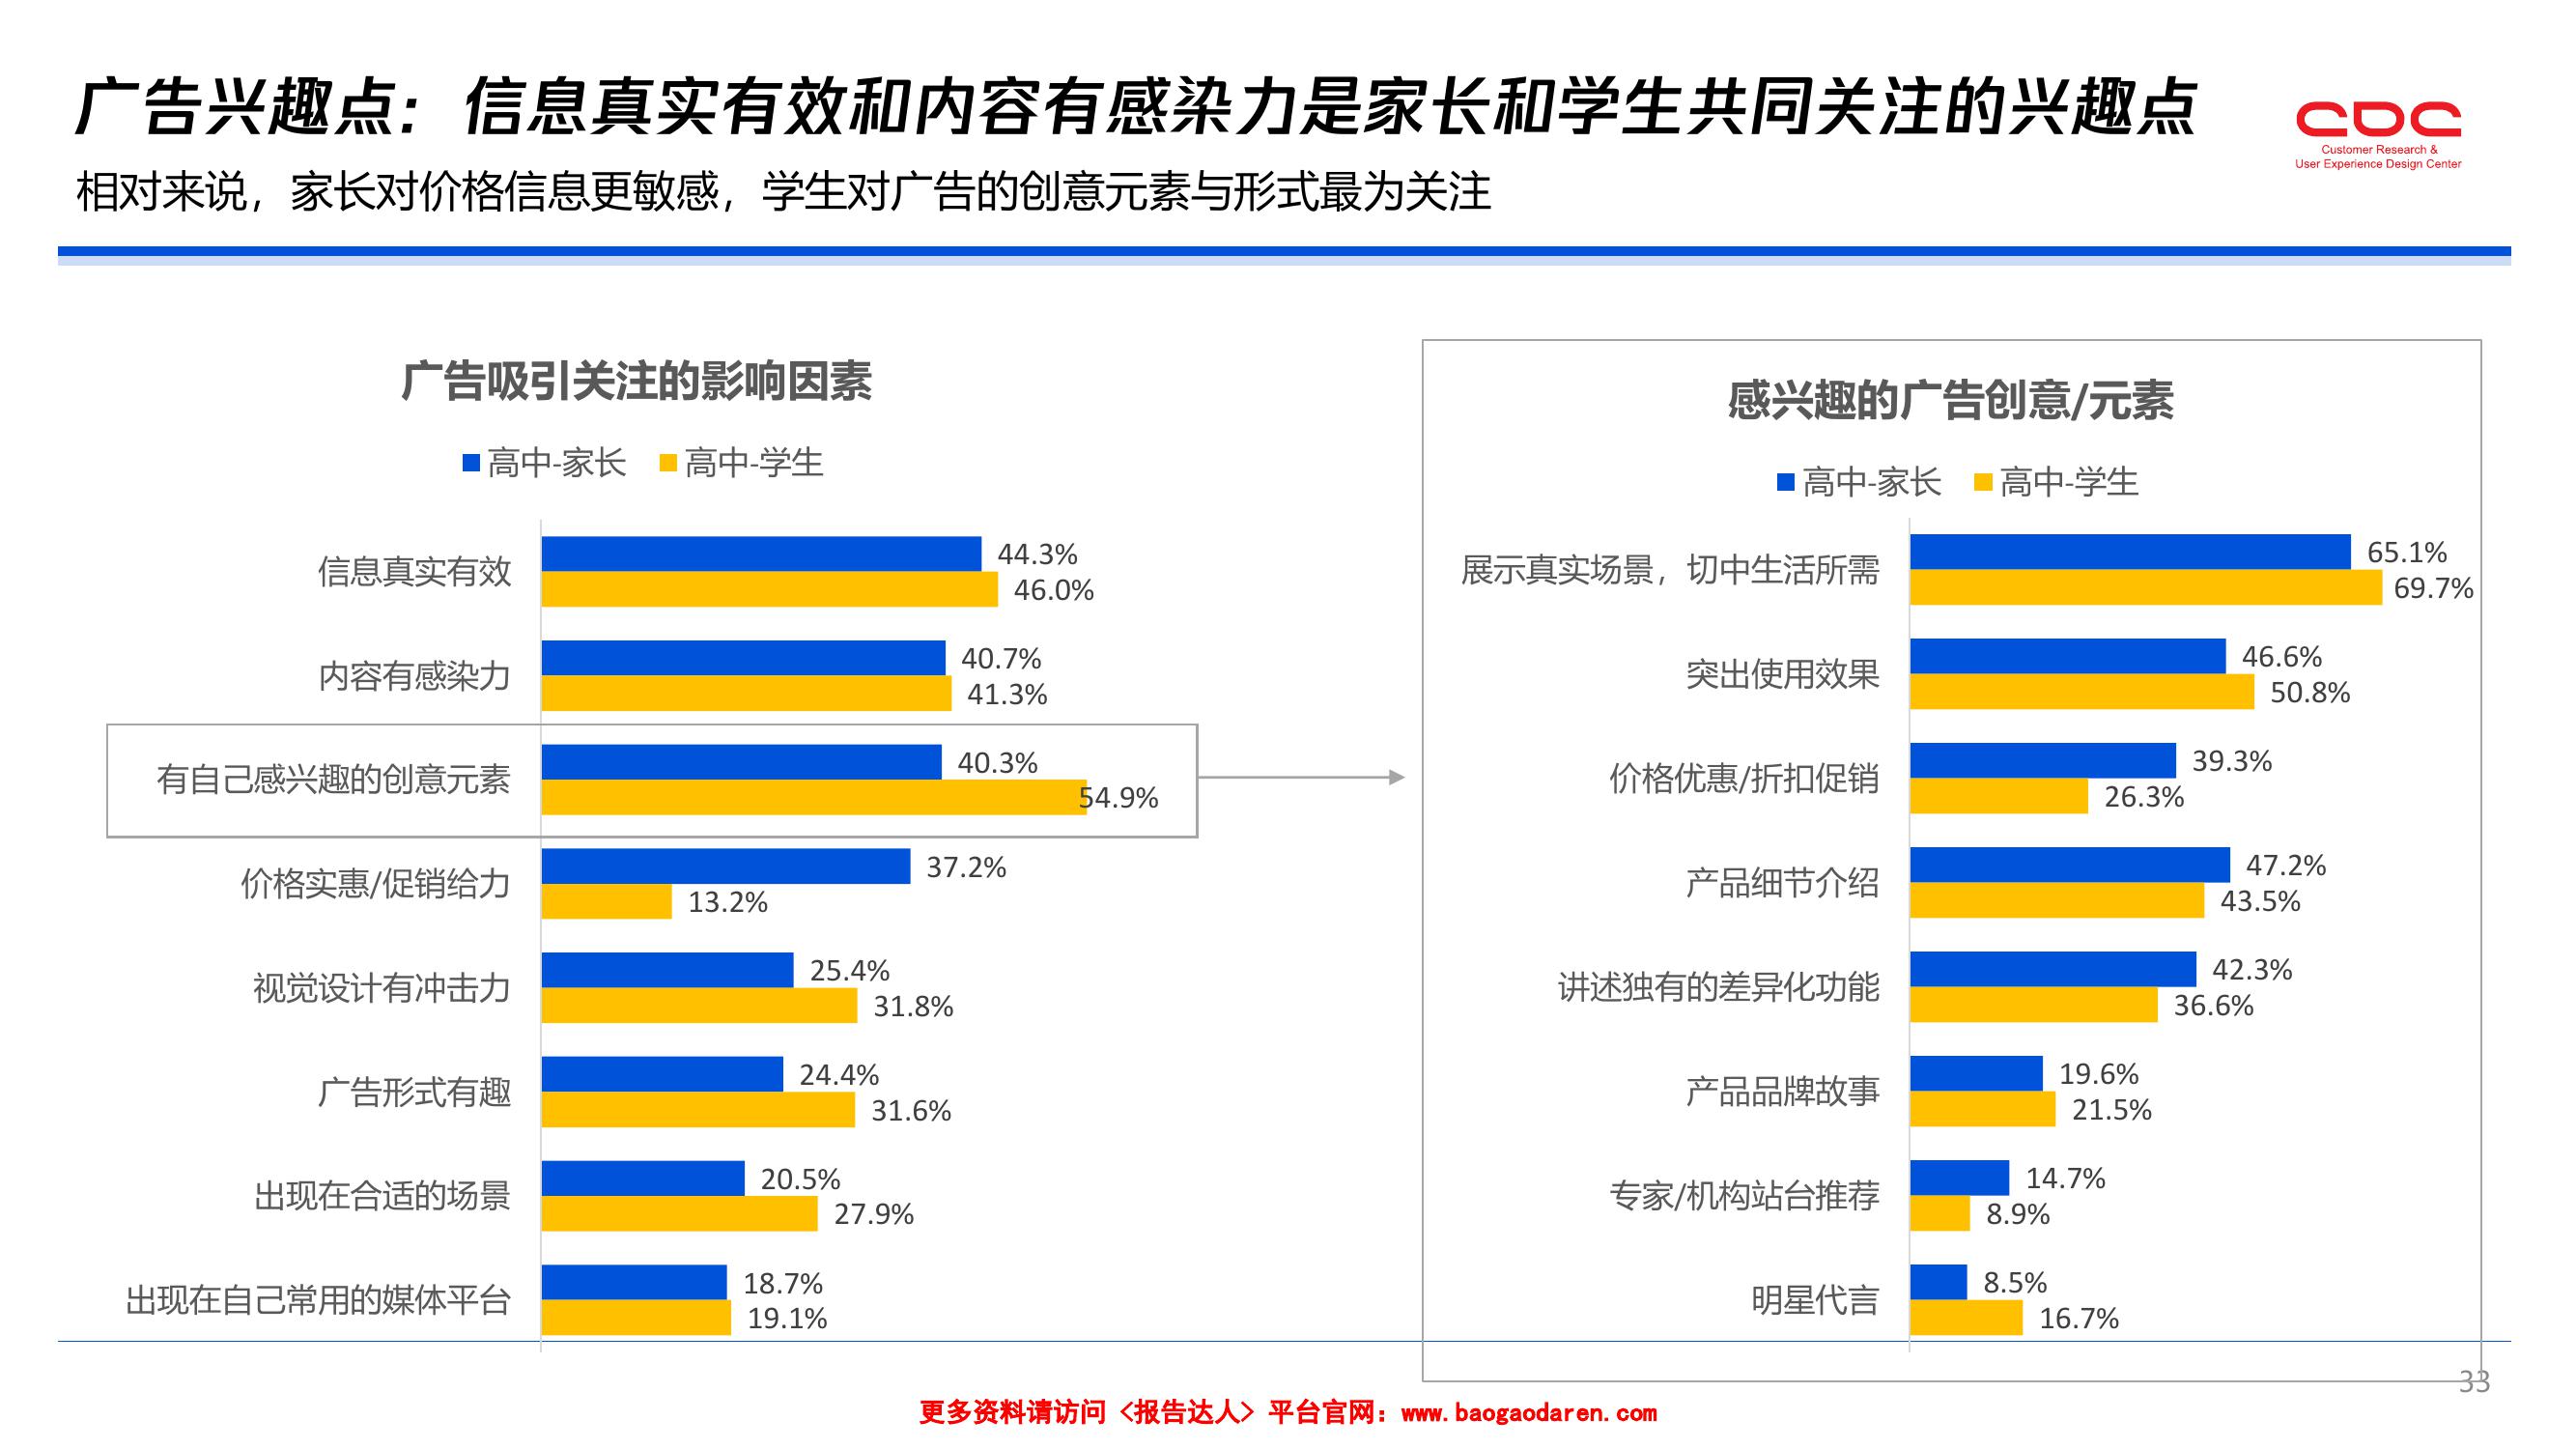 广告兴趣点：信息真实有效和内容有感染力是家长和学生共同关注的兴趣点
相对来说，家长对价格信息更敏感，学生对广告的创意元素与形式最为关注
CDC
Customer Research &
User Experience Design Center
广告吸引关注的影响因素
高中-家长 高中-学生
信息真实有效 44.3%
46.0%
内容有感染力 40.7%
41.3%
有自己感兴趣的创意元素 40.3%
54.9%
价格实惠/促销给力 37.2%
13.2%
视觉设计有冲击力 25.4%
31.8%
广告形式有趣 24.4%
31.6%
出现在合适的场景 20.5%
27.9%
出现在自己常用的媒体平台 18.7%
19.1%
感兴趣的广告创意/元素
高中-家长 高中-学生
展示真实场景，切中生活所需 65.1%
69.7%
突出使用效果 46.6%
50.8%
价格优惠/折扣促销 39.3%
26.3%
产品细节介绍 47.2%
43.5%
讲述独有的差异化功能 42.3%
36.6%
产品品牌故事 19.6%
21.5%
专家/机构站台推荐 14.7%
8.9%
明星代言 8.5%
16.7%
33
更多资料请访问〈报告达人〉平台官网：www.baogaodaren.com